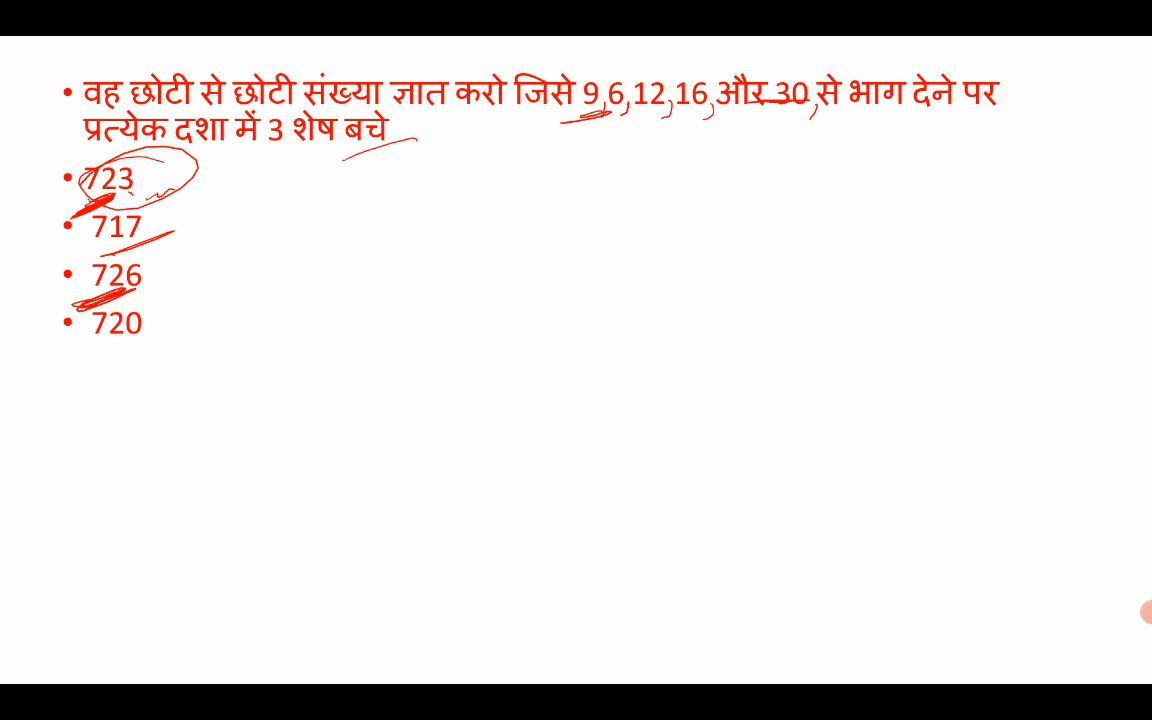 • वह छोटी से छोटी संख्या ज्ञात करो जिसे 9,6,12,16 और 30 से भाग देने पर
प्रत्येक दशा में 3 शेष बचे
• 723
• 717
• 726
• 720